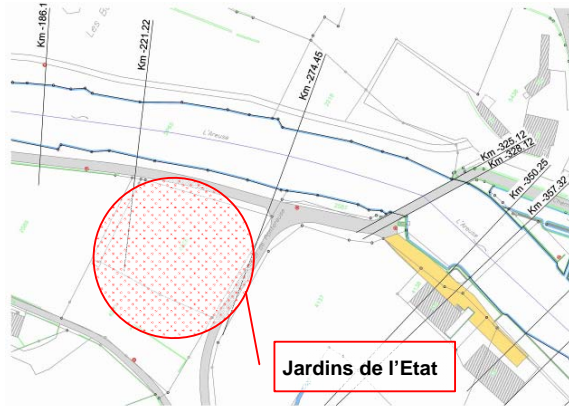 Km -186.1
Km -221.22
Km -274.45
L'Areuse
Km -325.12
Km -328.12
Km -350.25
Km -357.32
L'Areuse
Jardins de l'Etat